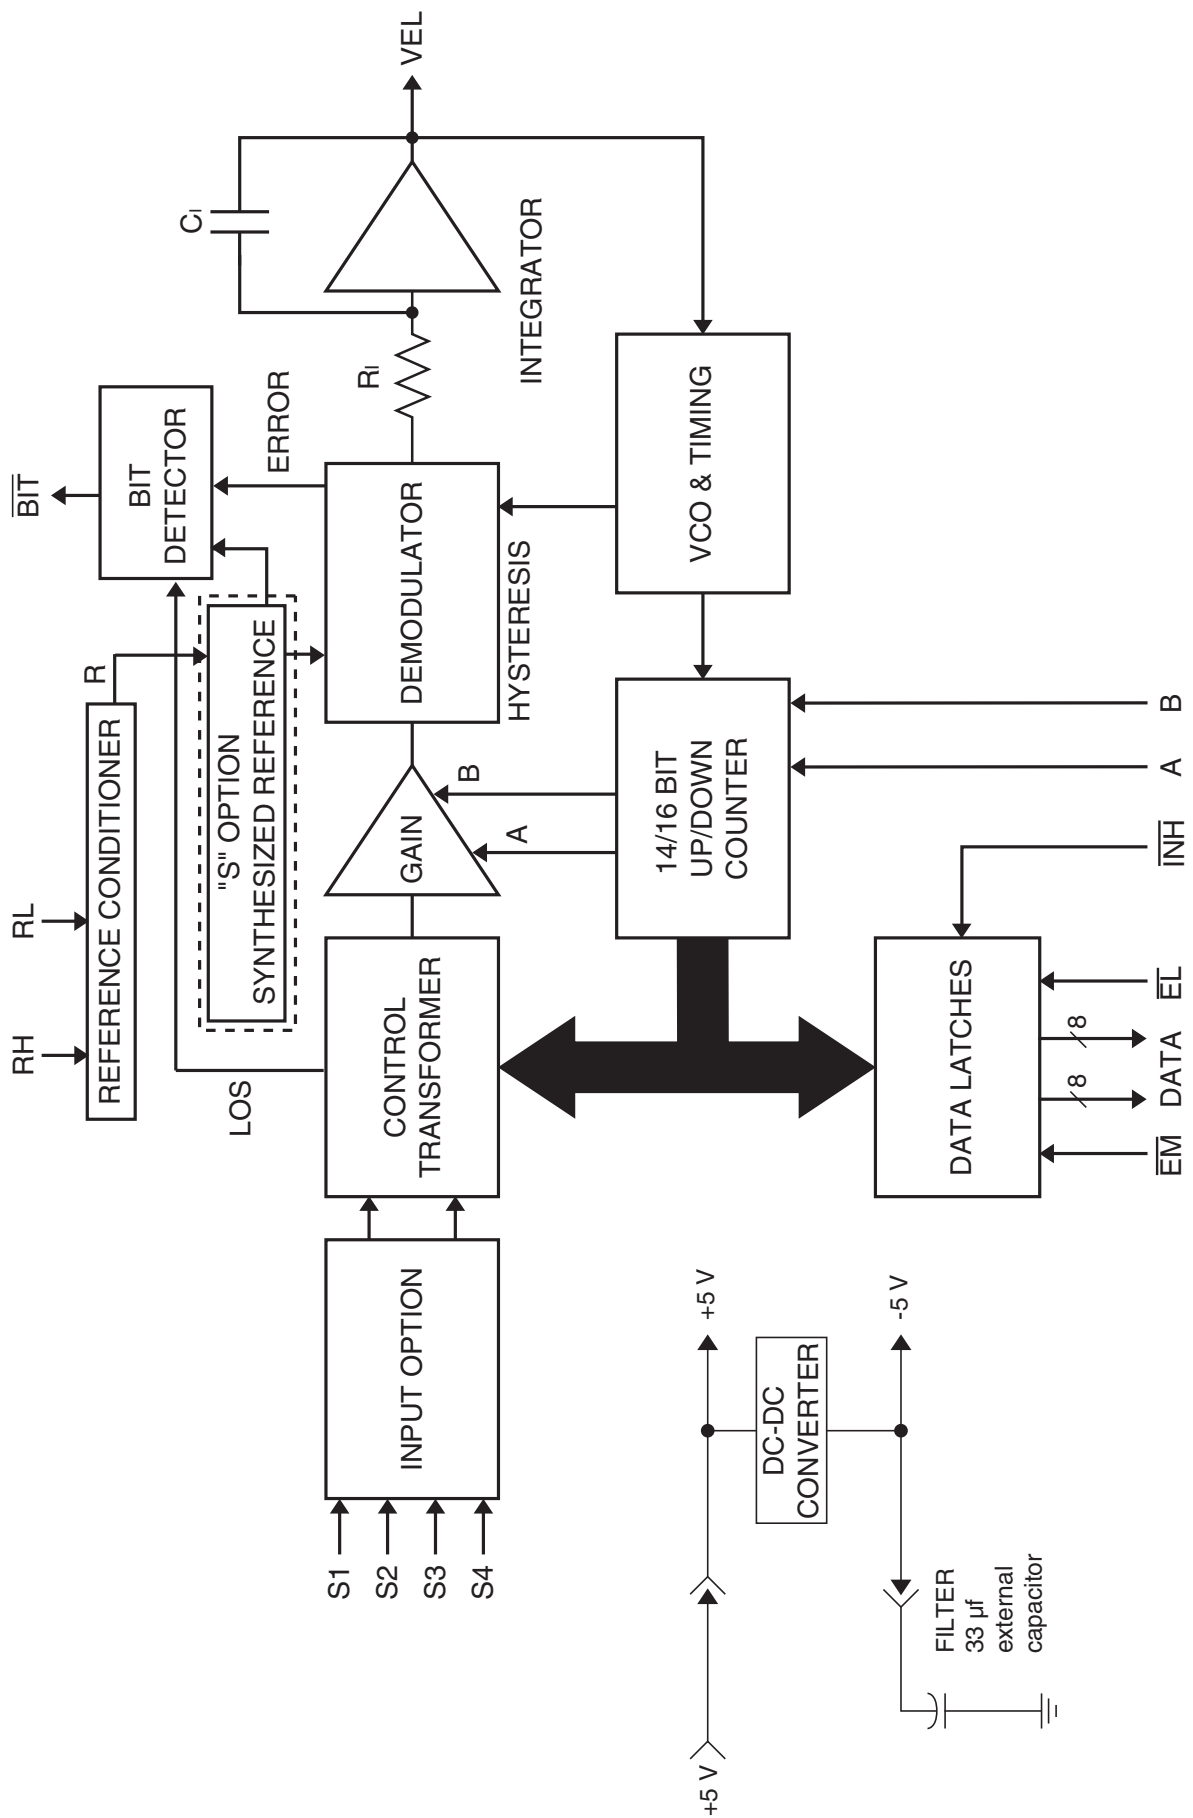 RH
RL
REFERENCE CONDITIONER
R
BIT
BIT
DETECTOR
"S" OPTION
SYNTHESIZED REFERENCE
LOS
ERROR
CI
S1
S2
S3
S4
INPUT OPTION
CONTROL
TRANSFORMER
GAIN
DEMODULATOR
RI
INTEGRATOR
VEL
A
B
HYSTERESIS
14/16 BIT
UP/DOWN
COUNTER
VCO & TIMING
+5 V
+5 V
DC-DC
CONVERTER
-5 V
FILTER
33 µf
external
capacitor
DATA LATCHES
8
8
EM
DATA
EL
INH
A
B